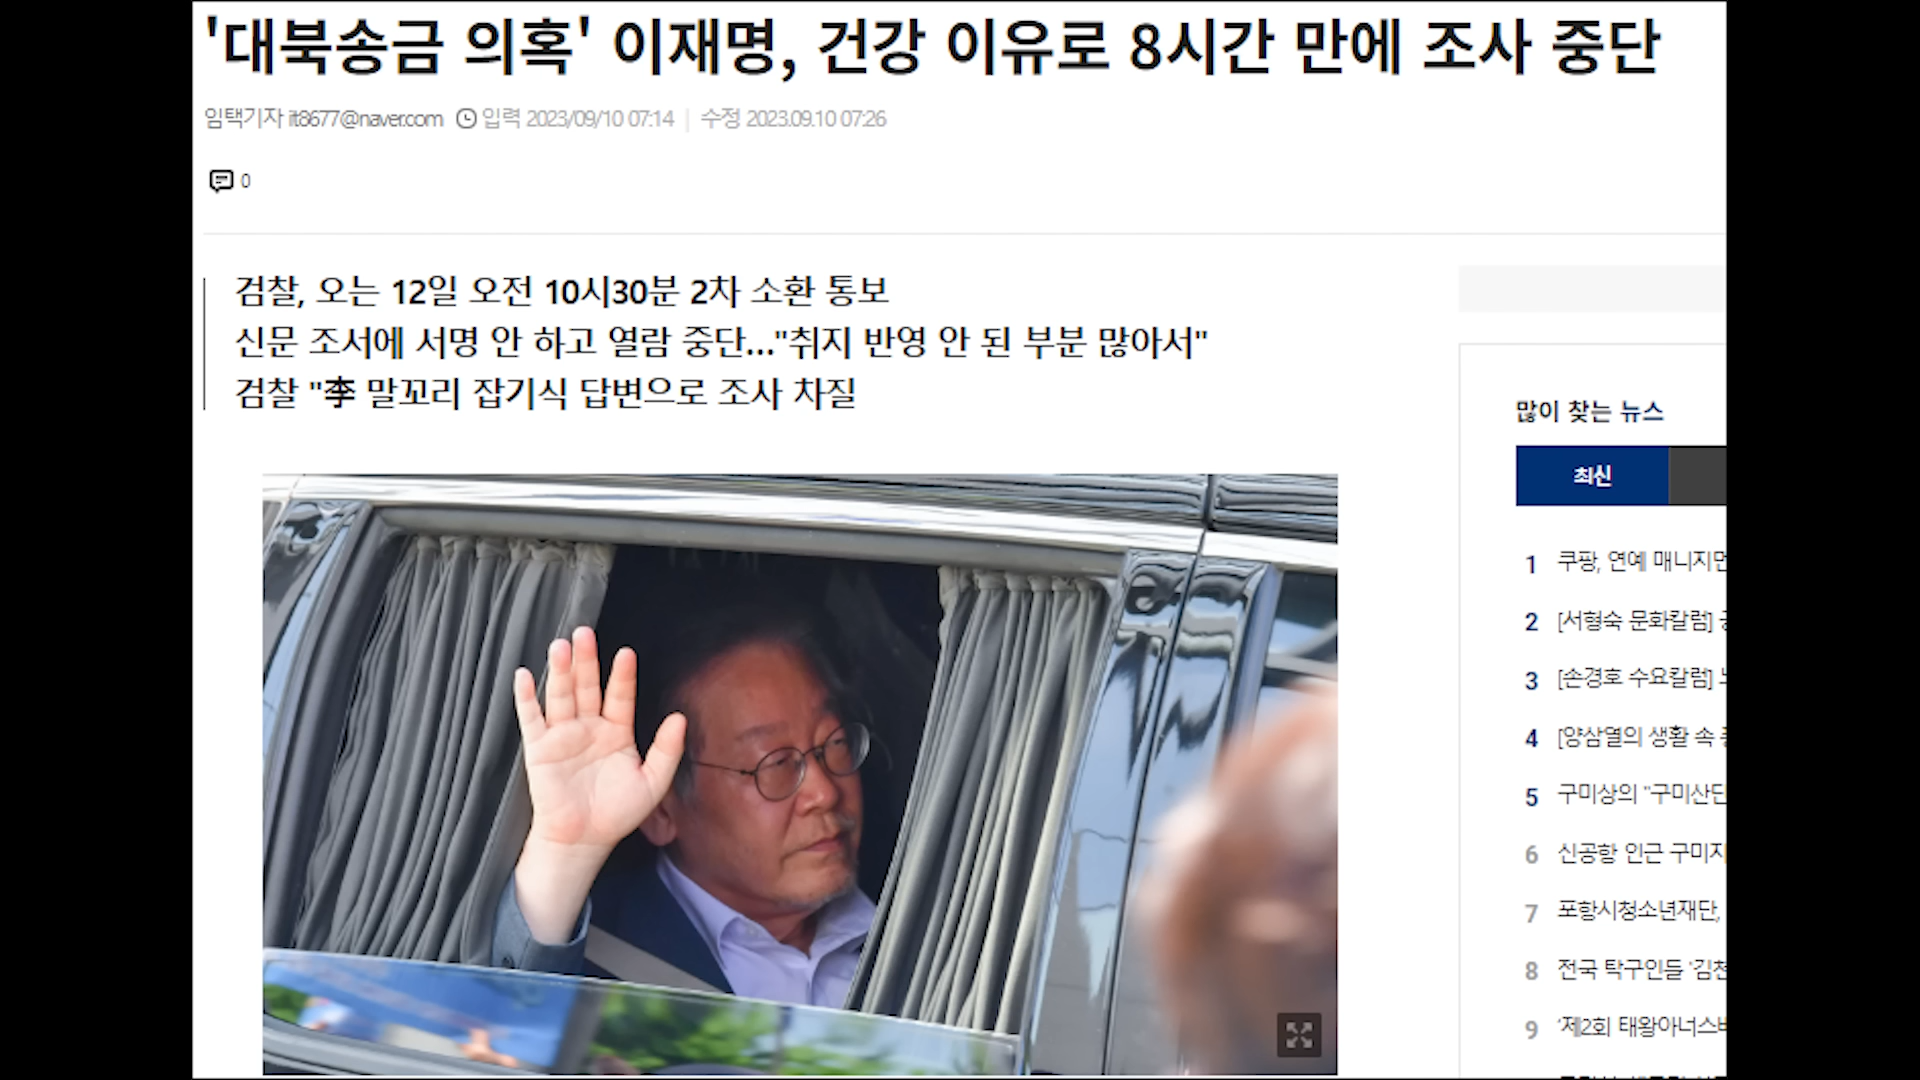 '대북송금 의혹' 이재명, 건강 이유로 8시간 만에 조사 중단
임택기자 it8677@naver.com 입력 2023/09/10 07:14 | 수정 2023.09.10 07:26
0
검찰, 오는 12일 오전 10시30분 2차 소환 통보
신문 조서에 서명 안 하고 열람 중단..."취지 반영 안 된 부분 많아서"
검찰 "李 말꼬리 잡기식 답변으로 조사 차질
많이 찾는 뉴스
최신
1 쿠팡, 연예 매니지먼
2 [서형숙 문화칼럼]
3 [손경호 수요칼럼]
4 [양삼열의 생활 속
5 구미상의 "구미산단
6 신공항 인근 구미지
7 포항시청소년재단,
8 전국 탁구인들 '김천
9 '제2회 태왕아너스배